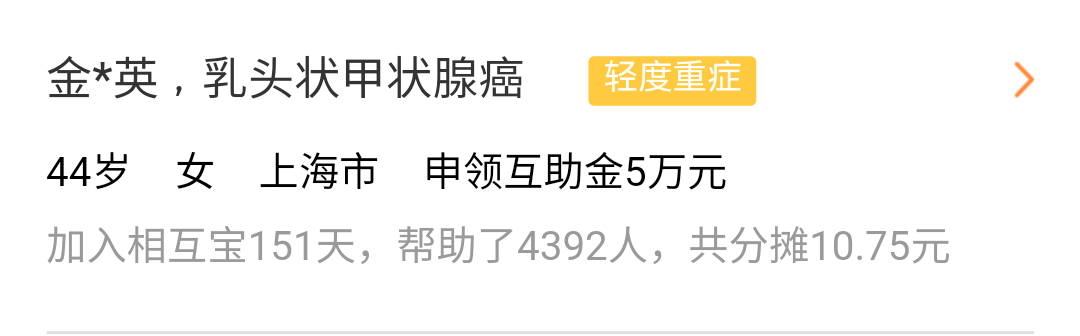 金*英，乳头状甲状腺癌 轻度重症
44岁 女 上海市 申领互助金5万元
加入相互宝151天，帮助了4392人，共分摊10.75元